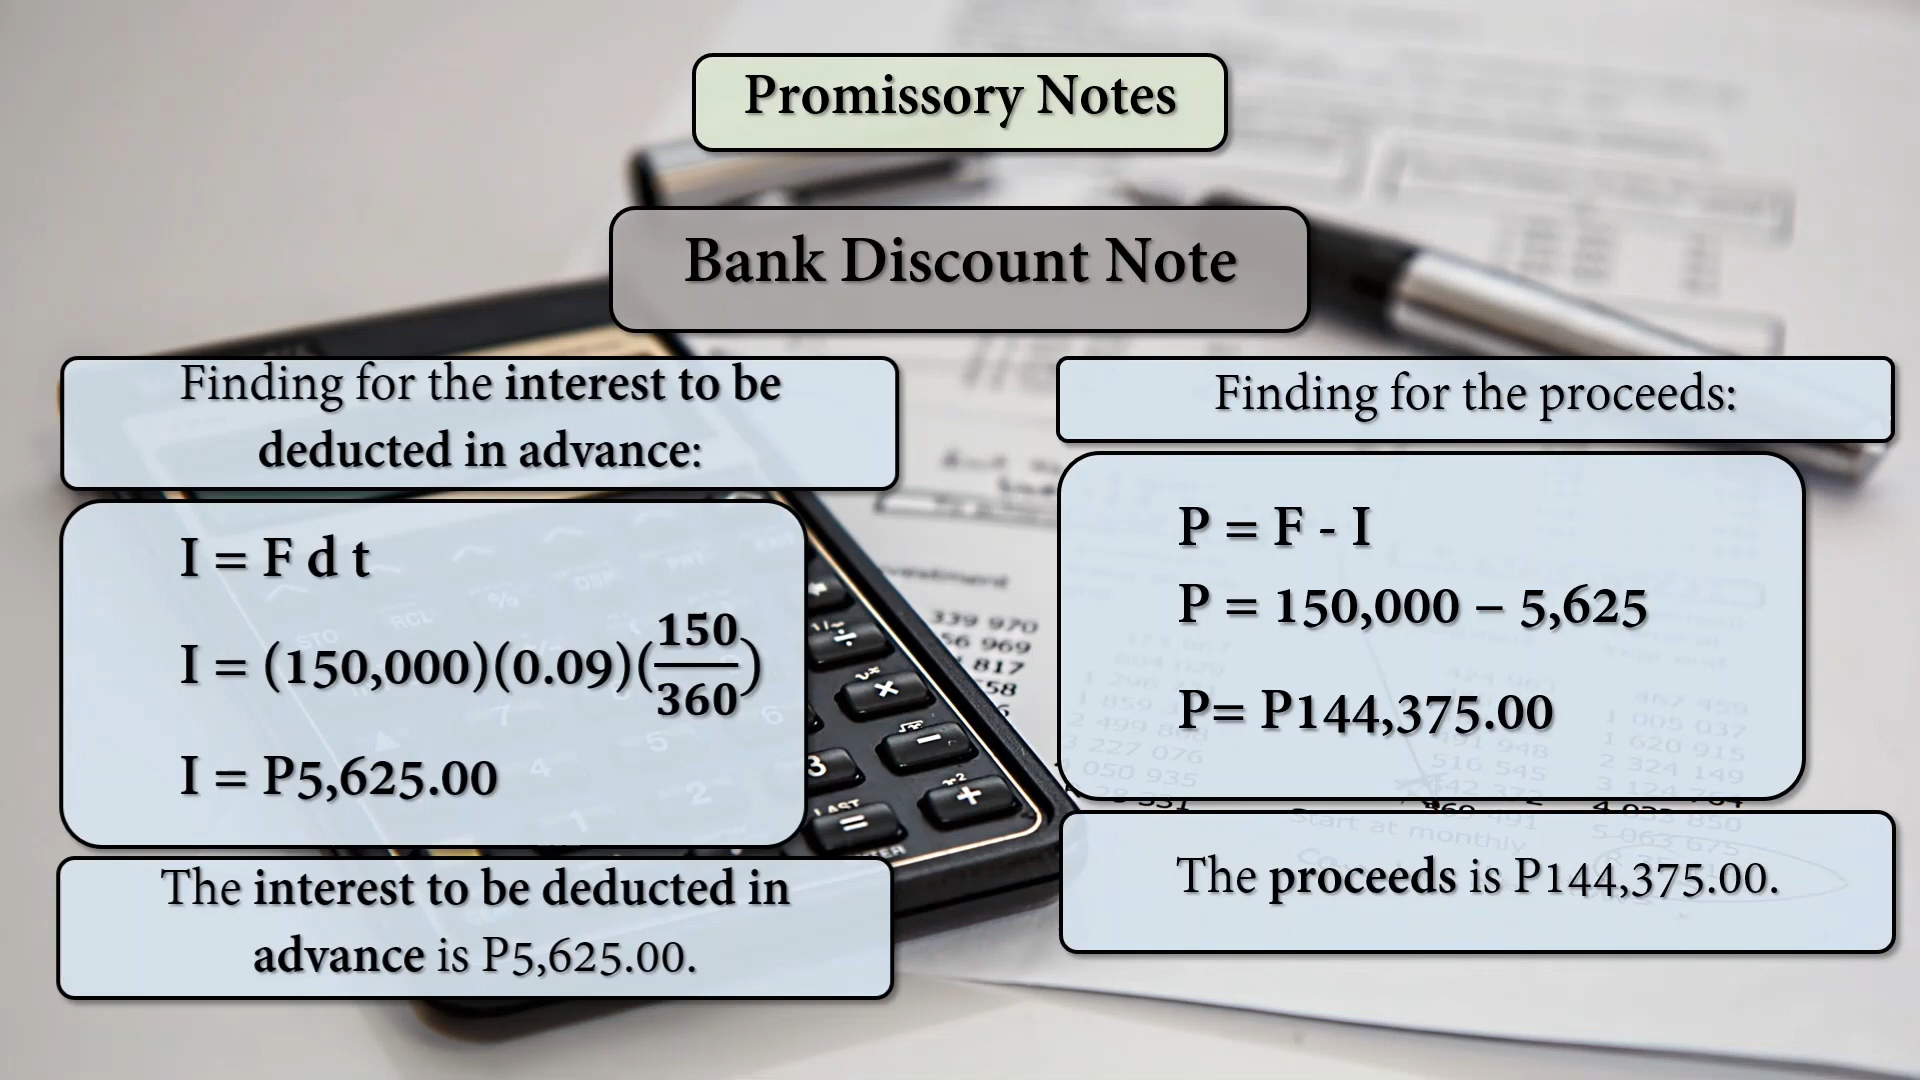 Promissory Notes
Bank Discount Note
Finding for the interest to be
deducted in advance:
I = F d t
I = (150,000)(0.09)(150/360)
I = P5,625.00
The interest to be deducted in
advance is P5,625.00.
Finding for the proceeds:
P = F - I
P = 150,000 – 5,625
P= P144,375.00
The proceeds is P144,375.00.